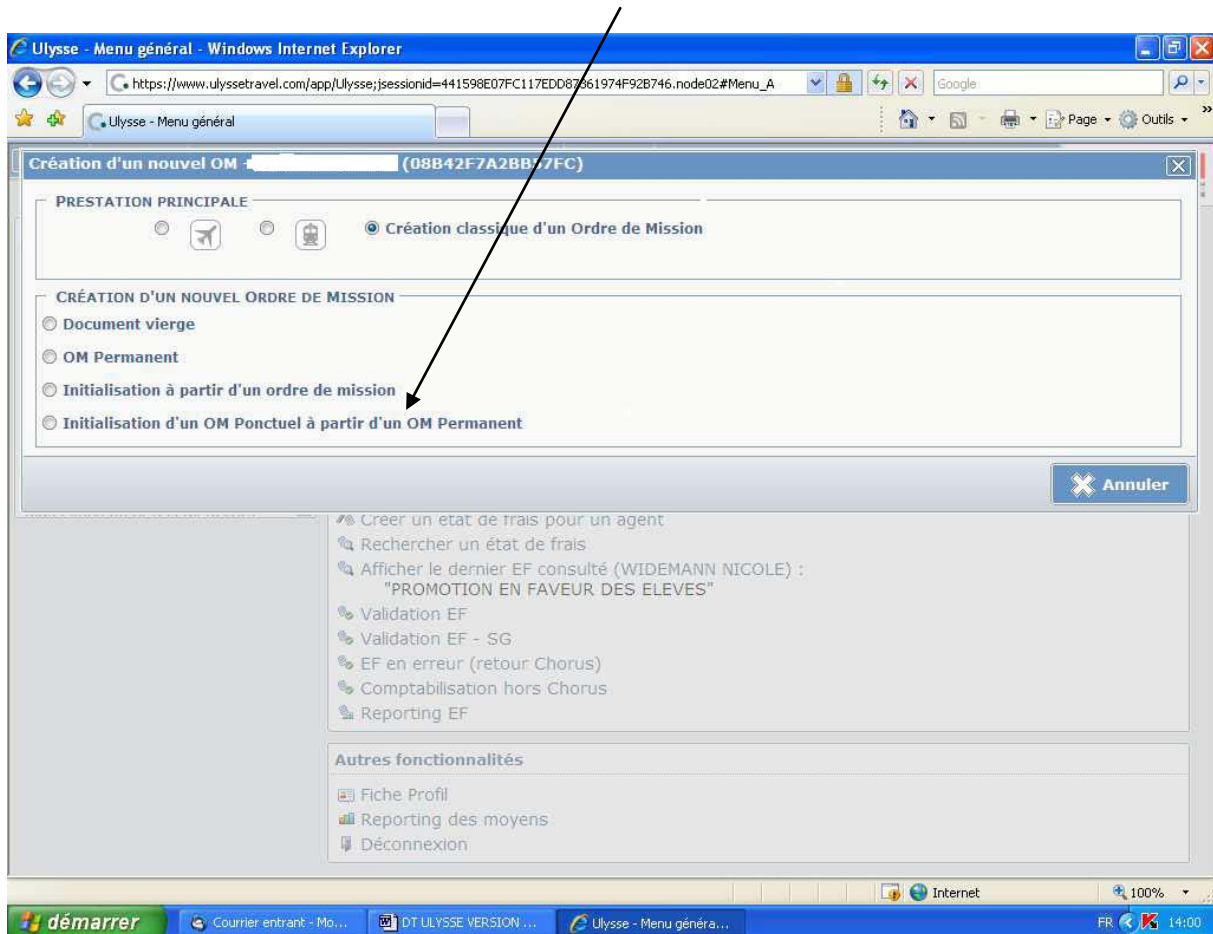 Ulysse - Menu général - Windows Internet Explorer
https://www.ulyssetravel.com/app/Ulysse;jsessionid=441598E07FC117EDD87861974F92B746.node02#Menu_A
Google
Ulysse - Menu général
Page
Outils
»
Création d'un nouvel OM - (08B42F7A2BB57FC)
PRESTATION PRINCIPALE
Création classique d'un Ordre de Mission
CRÉATION D'UN NOUVEL ORDRE DE MISSION
Document vierge
OM Permanent
Initialisation à partir d'un ordre de mission
Initialisation d'un OM Ponctuel à partir d'un OM Permanent
Annuler
Créer un état de frais pour un agent
Rechercher un état de frais
Afficher le dernier EF consulté (WIDEMANN NICOLE) :
"PROMOTION EN FAVEUR DES ELEVES"
Validation EF
Validation EF - SG
EF en erreur (retour Chorus)
Comptabilisation hors Chorus
Reporting EF
Autres fonctionnalités
Fiche Profil
Reporting des moyens
Déconnexion
Internet
100%
démarrer
Courrier entrant - Mo...
DT ULYSSE VERSION ...
Ulysse - Menu généra...
FR
14:00